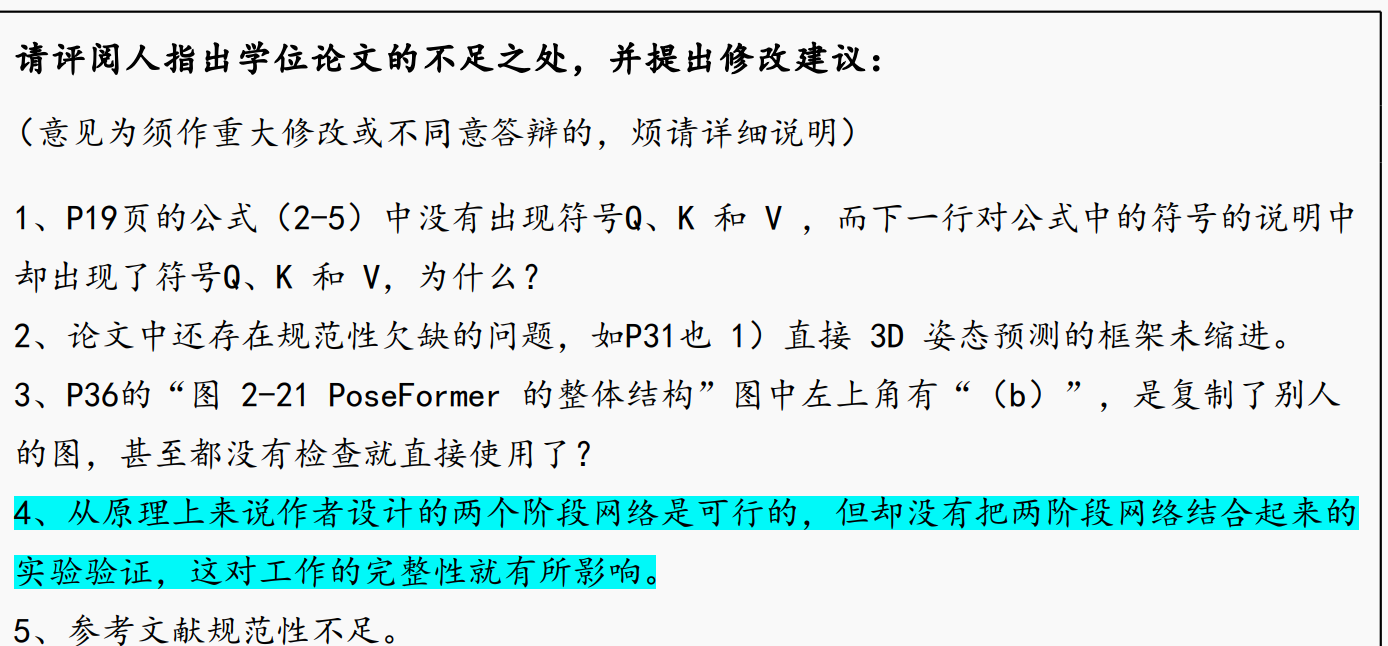 请评阅人指出学位论文的不足之处，并提出修改建议：
（意见为须作重大修改或不同意答辩的，烦请详细说明）
1、P19页的公式（2-5）中没有出现符号Q、K 和 V ，而下一行对公式中的符号的说明中
却出现了符号Q、K 和 V，为什么？
2、论文中还存在规范性欠缺的问题，如P31也 1）直接 3D 姿态预测的框架未缩进。
3、P36的“图 2-21 PoseFormer 的整体结构”图中左上角有“（b）”，是复制了别人
的图，甚至都没有检查就直接使用了？
4、从原理上来说作者设计的两个阶段网络是可行的，但却没有把两阶段网络结合起来的
实验验证，这对工作的完整性就有所影响。
5、参考文献规范性不足。